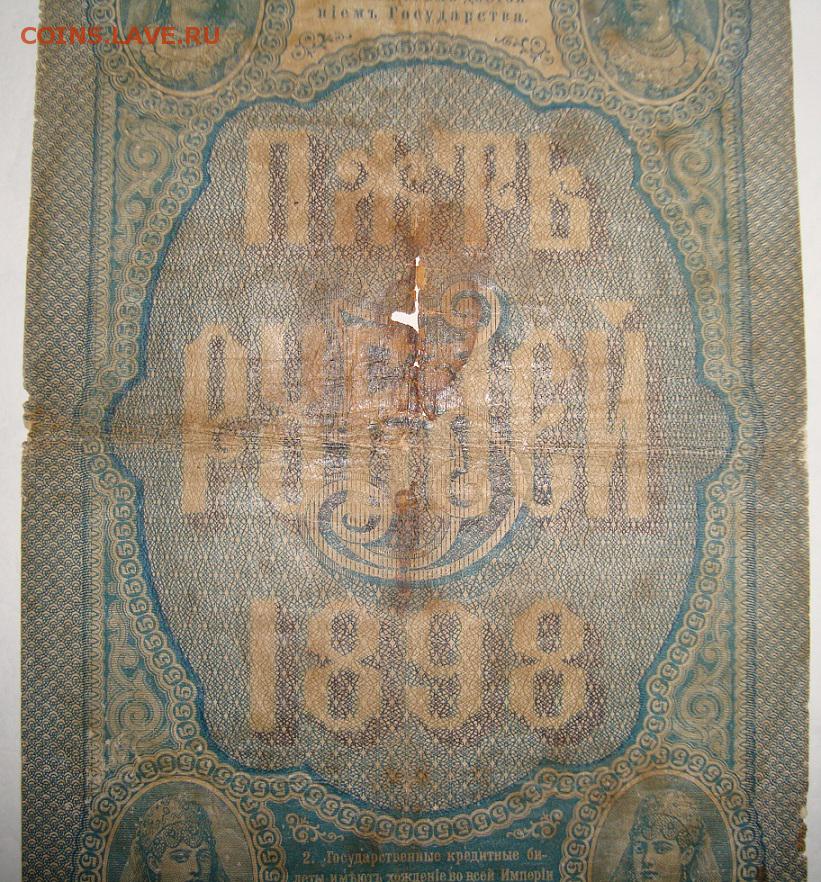 COINS.LAVE.RU
ніемъ Государства.
ПЯТЬ
РУБЛЕЙ
1898
2. Государственные кредитные би-
леты имѣютъ хожденіе во всей Имперіи